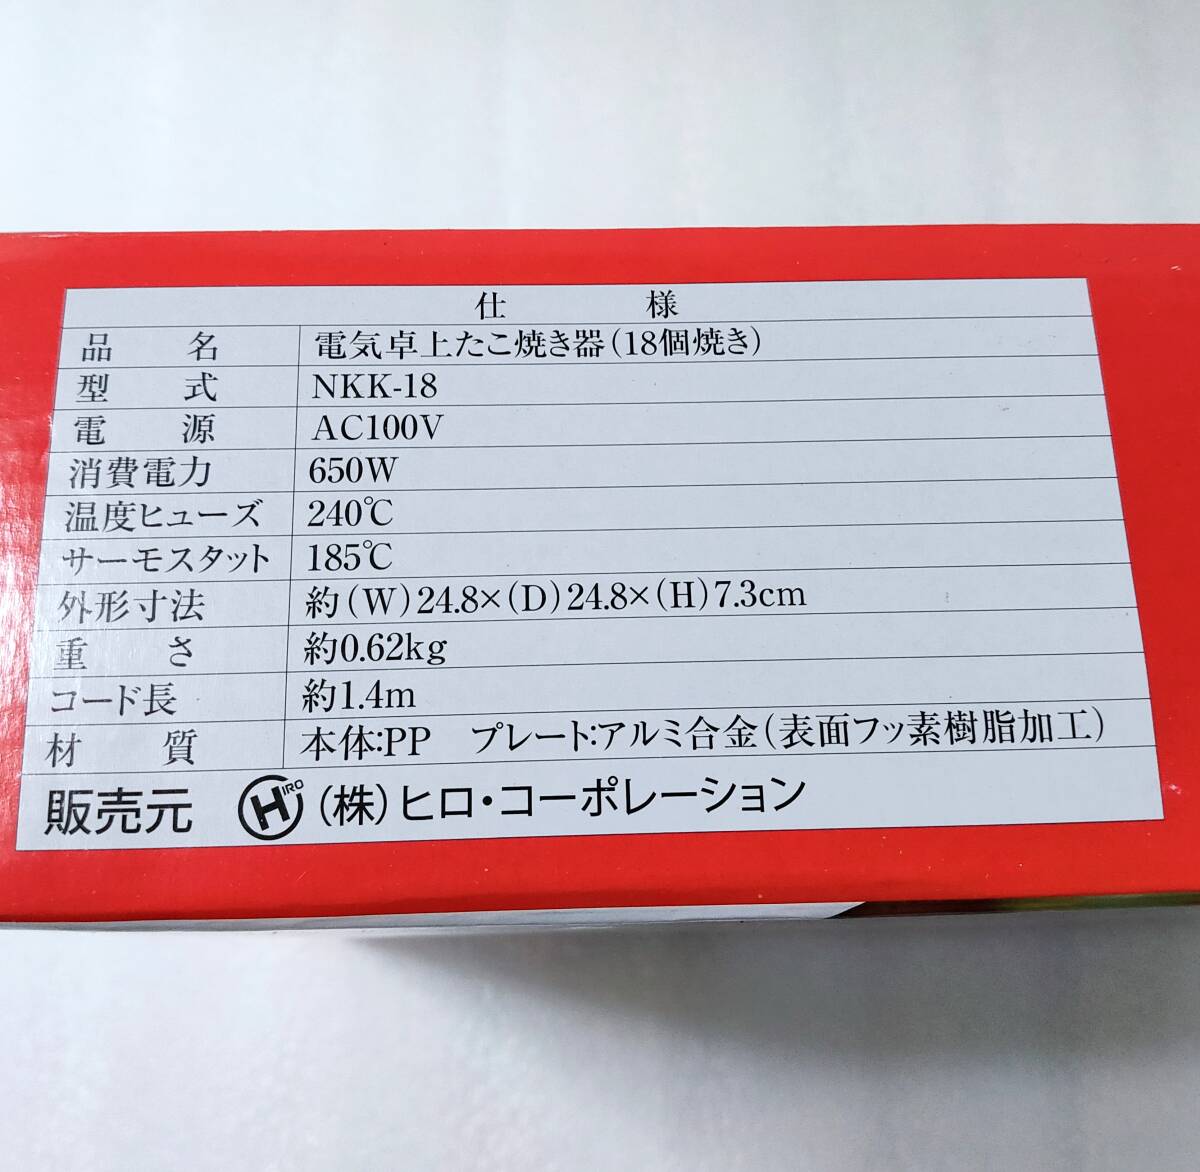 仕 様
品 名 電気卓上たこ焼き器(18個焼き)
型 式 NKK-18
電 源 AC100V
消費電力 650W
温度ヒューズ 240℃
サーモスタット 185℃
外形寸法 約(W)24.8×(D)24.8×(H)7.3cm
重 さ 約0.62kg
コード長 約1.4m
材 質 本体:PP プレート:アルミ合金(表面フッ素樹脂加工)
販売元 H HIRO (株)ヒロ・コーポレーション